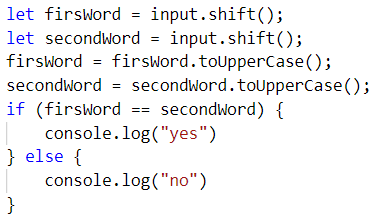 let firsWord = input.shift();
let secondWord = input.shift();
firsWord = firsWord.toUpperCase();
secondWord = secondWord.toUpperCase();
if (firsWord == secondWord) {
    console.log("yes")
} else {
    console.log("no")
}